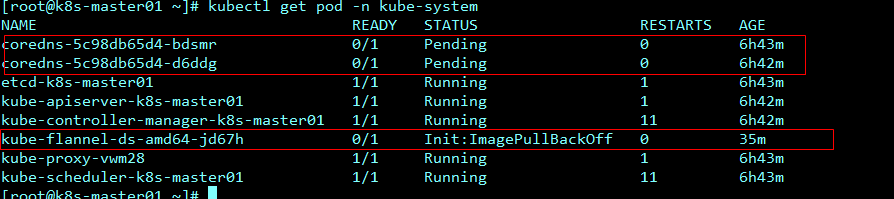 [root@k8s-master01 ~]# kubectl get pod -n kube-system
NAME READY STATUS RESTARTS AGE
coredns-5c98db65d4-bdsmr 0/1 Pending 0 6h43m
coredns-5c98db65d4-d6ddg 0/1 Pending 0 6h42m
etcd-k8s-master01 1/1 Running 1 6h43m
kube-apiserver-k8s-master01 1/1 Running 1 6h42m
kube-controller-manager-k8s-master01 1/1 Running 11 6h42m
kube-flannel-ds-amd64-jd67h 0/1 Init:ImagePullBackOff 0 35m
kube-proxy-vwm28 1/1 Running 1 6h43m
kube-scheduler-k8s-master01 1/1 Running 11 6h43m
[root@k8s-master01 ~]#